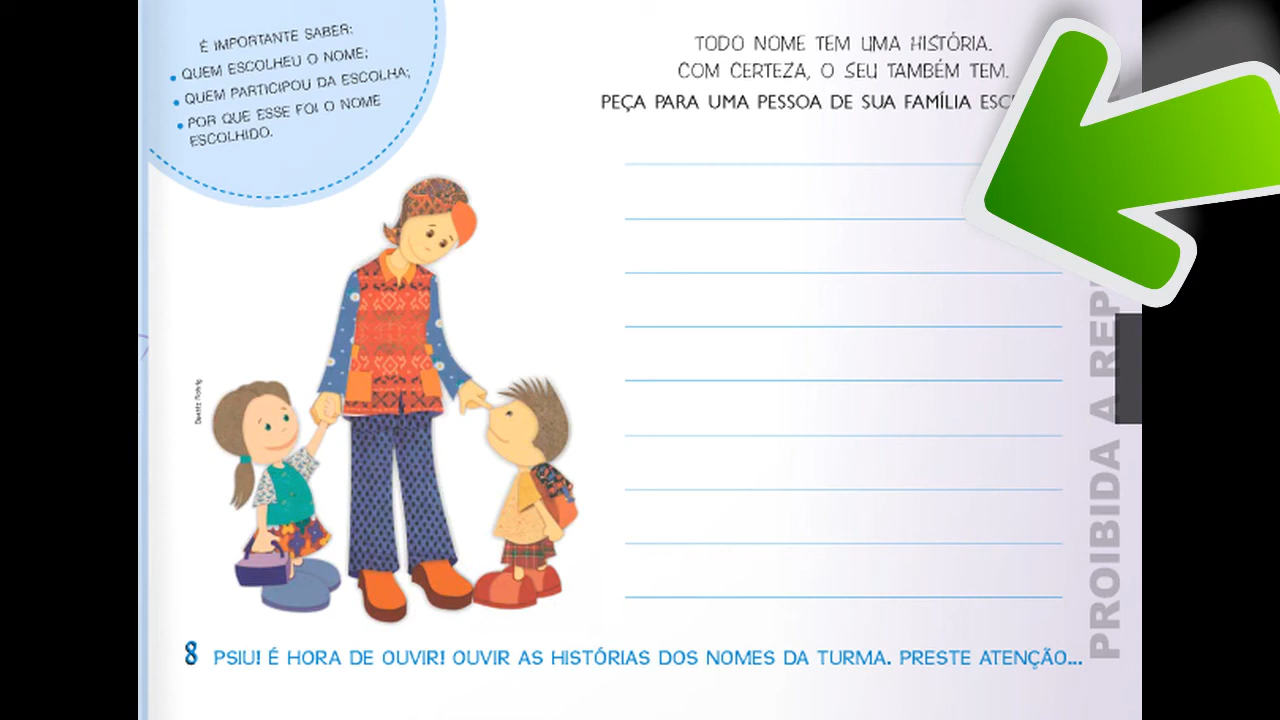 É IMPORTANTE SABER:
• QUEM ESCOLHEU O NOME;
• QUEM PARTICIPOU DA ESCOLHA;
• POR QUE ESSE FOI O NOME
ESCOLHIDO.
TODO NOME TEM UMA HISTÓRIA.
COM CERTEZA, O SEU TAMBÉM TEM.
PEÇA PARA UMA PESSOA DE SUA FAMÍLIA
PROIBIDA A
8 PSIU! É HORA DE OUVIR! OUVIR AS HISTÓRIAS DOS NOMES DA TURMA. PRESTE ATENÇÃO...